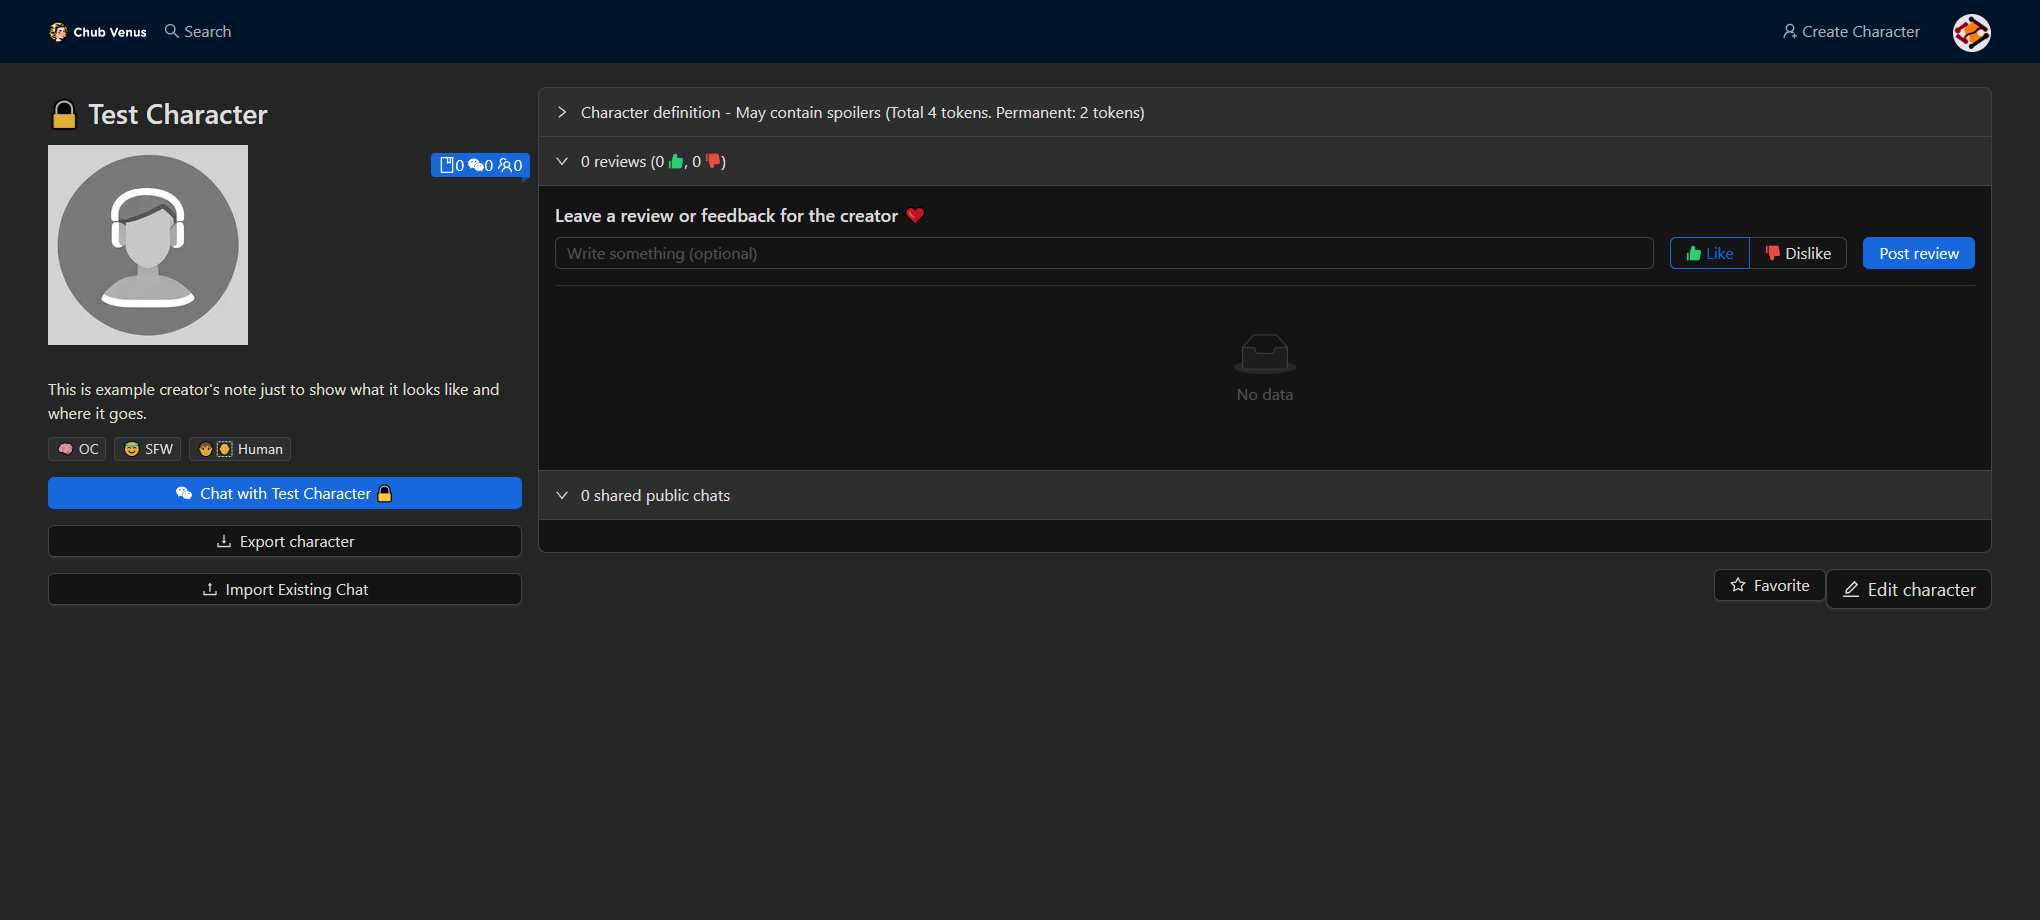 Chub Venus
Search
Create Character
Test Character
0 0 0
This is example creator's note just to show what it looks like and
where it goes.
OC
SFW
Human
Chat with Test Character
Export character
Import Existing Chat
Character definition - May contain spoilers (Total 4 tokens. Permanent: 2 tokens)
0 reviews (0 👍, 0 👎)
Leave a review or feedback for the creator ❤️
Write something (optional)
Like
Dislike
Post review
No data
0 shared public chats
Favorite
Edit character